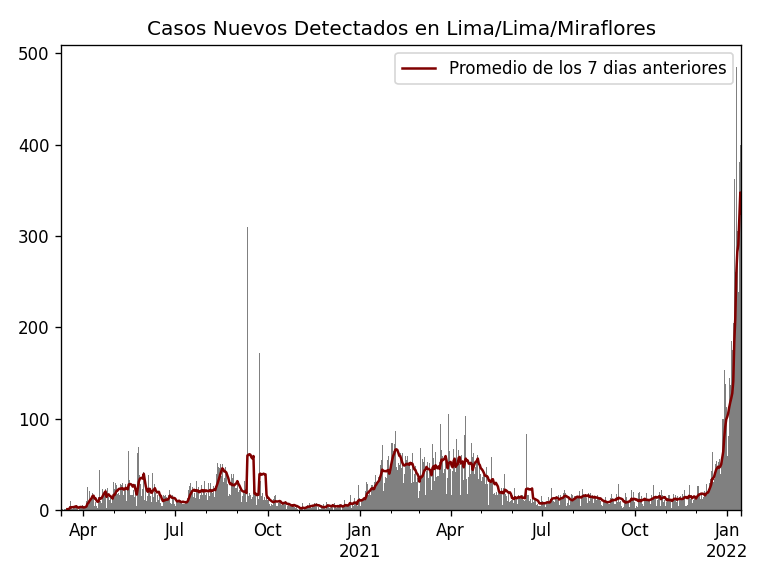 Casos Nuevos Detectados en Lima/Lima/Miraflores
Promedio de los 7 dias anteriores
500
400
300
200
100
0
Apr Jul Oct Jan Apr Jul Oct Jan
2021 2022